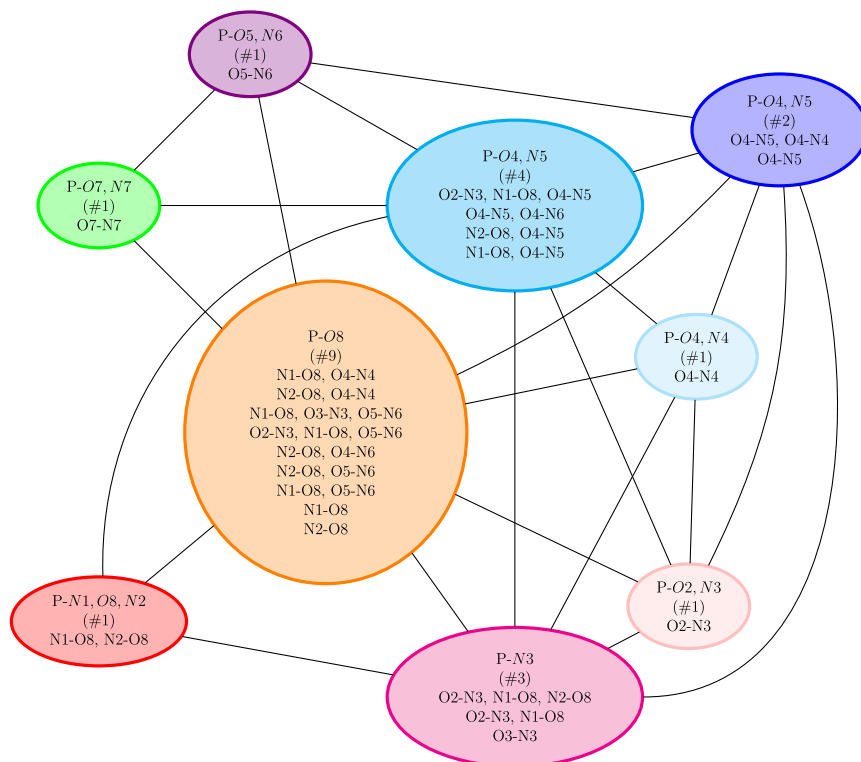 P-O5, N6
(#1)
O5-N6
P-O4, N5
(#2)
O4-N5, O4-N4
O4-N5
P-O4, N5
(#4)
O2-N3, N1-O8, O4-N5
O4-N5, O4-N6
N2-O8, O4-N5
N1-O8, O4-N5
P-O7, N7
(#1)
O7-N7
P-O8
(#9)
N1-O8, O4-N4
N2-O8, O4-N4
N1-O8, O3-N3, O5-N6
O2-N3, N1-O8, O5-N6
N2-O8, O4-N6
N2-O8, O5-N6
N1-O8, O5-N6
N1-O8
N2-O8
P-O4, N4
(#1)
O4-N4
P-O2, N3
(#1)
O2-N3
P-N1, O8, N2
(#1)
N1-O8, N2-O8
P-N3
(#3)
O2-N3, N1-O8, N2-O8
O2-N3, N1-O8
O3-N3